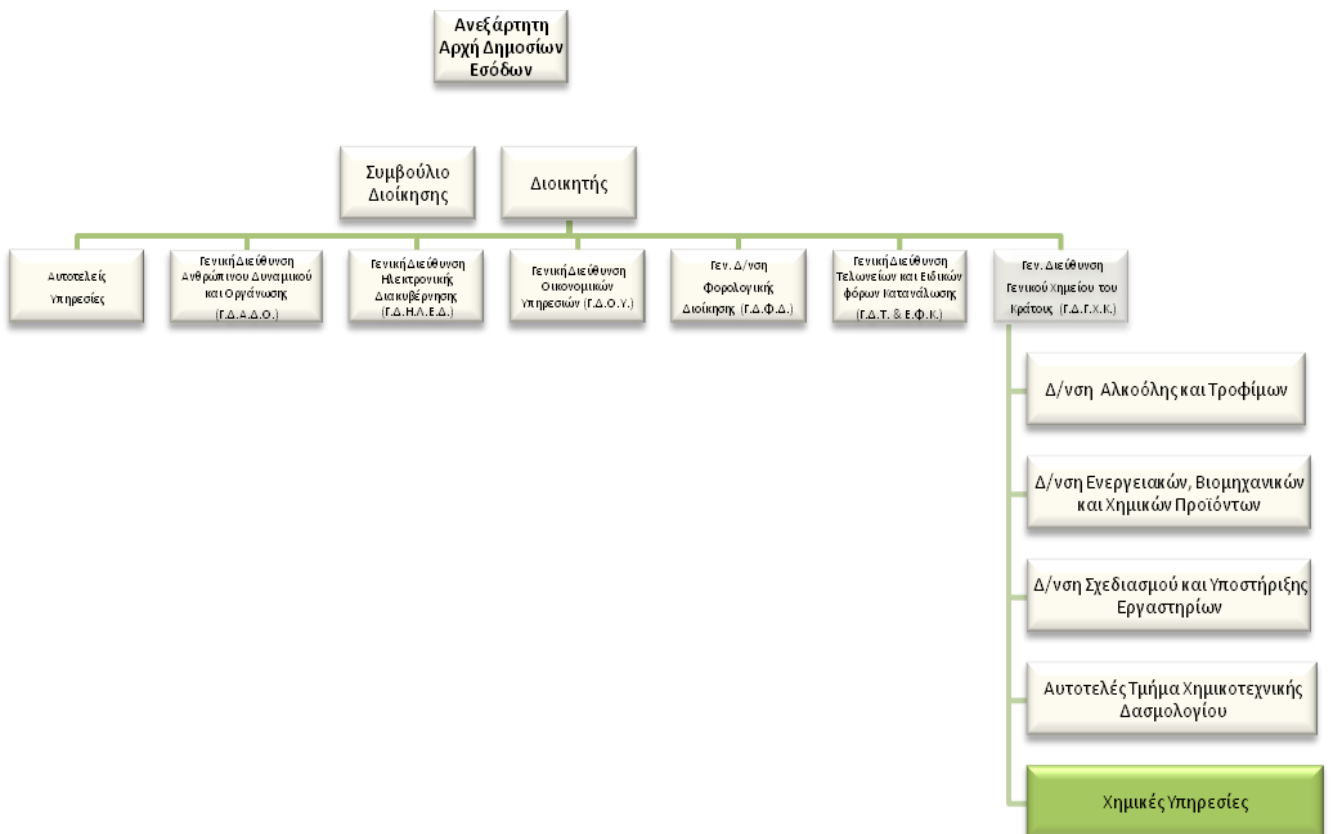 Ανεξάρτητη
Αρχή Δημοσίων
Εσόδων
Συμβούλιο
Διοίκησης
Διοικητής
Αυτοτελείς
Υπηρεσίες
Γενική Διεύθυνση
Ανθρώπινου Δυναμικού
και Οργάνωσης
(Γ.Δ.Α.Δ.Ο.)
Γενική Διεύθυνση
Ηλεκτρονικής
Διακυβέρνησης
(Γ.Δ.Η.Λ.Ε.Δ.)
Γενική Διεύθυνση
Οικονομικών
Υπηρεσιών (Γ.Δ.Ο.Υ.)
Γεν. Δ/νση
Φορολογικής
Διοίκησης (Γ.Δ.Φ.Δ.)
Γενική Διεύθυνση
Τελωνείων και Ειδικών
φόρων Κατανάλωσης
(Γ.Δ.Τ. & Ε.Φ.Κ.)
Γεν. Διεύθυνση
Γενικού Χημείου του
Κράτους (Γ.Δ.Γ.Χ.Κ.)
Δ/νση Αλκοόλης και Τροφίμων
Δ/νση Ενεργειακών, Βιομηχανικών
και Χημικών Προϊόντων
Δ/νση Σχεδιασμού και Υποστήριξης
Εργαστηρίων
Αυτοτελές Τμήμα Χημικοτεχνικής
Δασμολογίου
Χημικές Υπηρεσίες